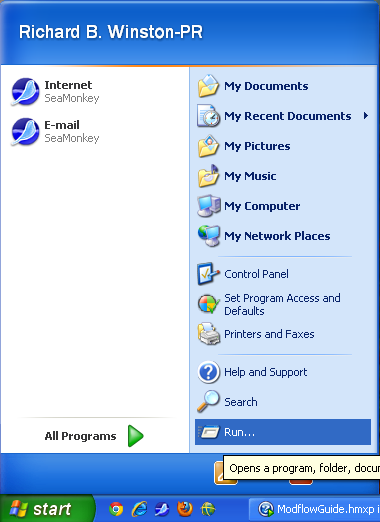 Richard B. Winston-PR
Internet
SeaMonkey
E-mail
SeaMonkey
All Programs
My Documents
My Recent Documents
My Pictures
My Music
My Computer
My Network Places
Control Panel
Set Program Access and
Defaults
Printers and Faxes
Help and Support
Search
Run...
Opens a program, folder, docu
start
ModflowGuide.hmxp i